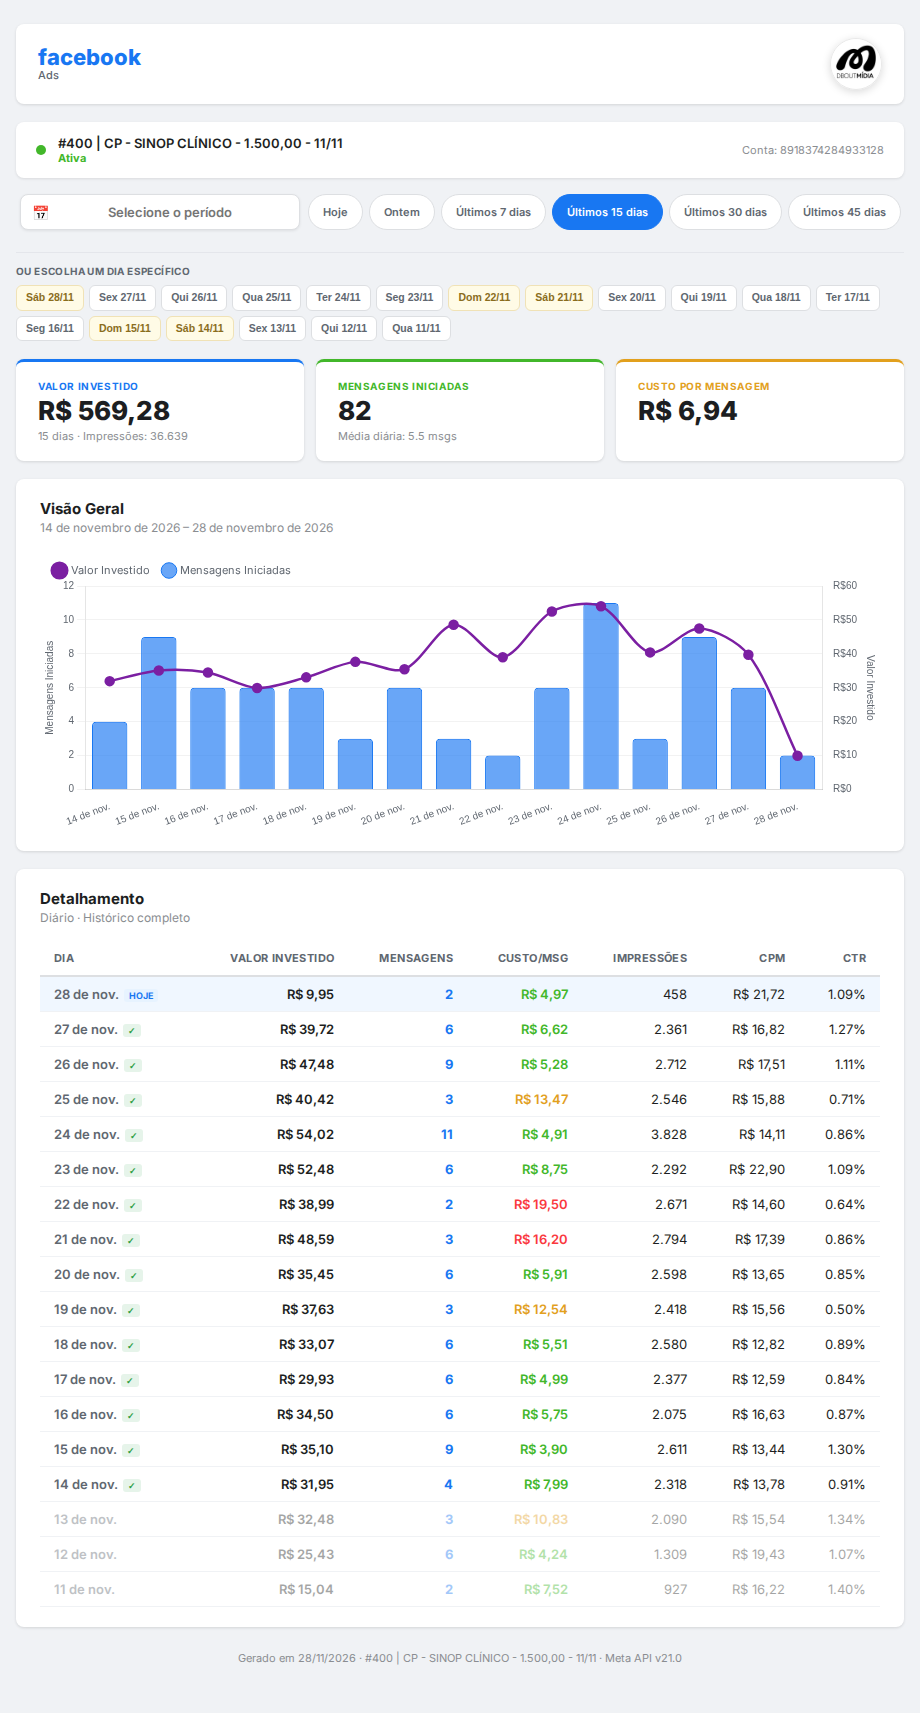 facebook
Ads
DBOUTMÍDIA
#400 | CP - SINOP CLÍNICO - 1.500,00 - 11/11
Ativa
Conta: 8918374284933128
Selecione o período
Hoje
Ontem
Últimos 7 dias
Últimos 15 dias
Últimos 30 dias
Últimos 45 dias
OU ESCOLHA UM DIA ESPECÍFICO
Sáb 28/11 Sex 27/11 Qui 26/11 Qua 25/11 Ter 24/11 Seg 23/11 Dom 22/11 Sáb 21/11 Sex 20/11 Qui 19/11 Qua 18/11 Ter 17/11
Seg 16/11 Dom 15/11 Sáb 14/11 Sex 13/11 Qui 12/11 Qua 11/11
VALOR INVESTIDO
R$ 569,28
15 dias · Impressões: 36.639
MENSAGENS INICIADAS
82
Média diária: 5.5 msgs
CUSTO POR MENSAGEM
R$ 6,94
Visão Geral
14 de novembro de 2026 – 28 de novembro de 2026
Valor Investido Mensagens Iniciadas
Mensagens Iniciadas
12
10
8
6
4
2
0
R$60
R$50
R$40
R$30
R$20
R$10
R$0
Valor Investido
14 de nov. 15 de nov. 16 de nov. 17 de nov. 18 de nov. 19 de nov. 20 de nov. 21 de nov. 22 de nov. 23 de nov. 24 de nov. 25 de nov. 26 de nov. 27 de nov. 28 de nov.
Detalhamento
Diário · Histórico completo
DIA VALOR INVESTIDO MENSAGENS CUSTO/MSG IMPRESSÕES CPM CTR
28 de nov. HOJE R$ 9,95 2 R$ 4,97 458 R$ 21,72 1.09%
27 de nov. ✓ R$ 39,72 6 R$ 6,62 2.361 R$ 16,82 1.27%
26 de nov. ✓ R$ 47,48 9 R$ 5,28 2.712 R$ 17,51 1.11%
25 de nov. ✓ R$ 40,42 3 R$ 13,47 2.546 R$ 15,88 0.71%
24 de nov. ✓ R$ 54,02 11 R$ 4,91 3.828 R$ 14,11 0.86%
23 de nov. ✓ R$ 52,48 6 R$ 8,75 2.292 R$ 22,90 1.09%
22 de nov. ✓ R$ 38,99 2 R$ 19,50 2.671 R$ 14,60 0.64%
21 de nov. ✓ R$ 48,59 3 R$ 16,20 2.794 R$ 17,39 0.86%
20 de nov. ✓ R$ 35,45 6 R$ 5,91 2.598 R$ 13,65 0.85%
19 de nov. ✓ R$ 37,63 3 R$ 12,54 2.418 R$ 15,56 0.50%
18 de nov. ✓ R$ 33,07 6 R$ 5,51 2.580 R$ 12,82 0.89%
17 de nov. ✓ R$ 29,93 6 R$ 4,99 2.377 R$ 12,59 0.84%
16 de nov. ✓ R$ 34,50 6 R$ 5,75 2.075 R$ 16,63 0.87%
15 de nov. ✓ R$ 35,10 9 R$ 3,90 2.611 R$ 13,44 1.30%
14 de nov. ✓ R$ 31,95 4 R$ 7,99 2.318 R$ 13,78 0.91%
13 de nov. R$ 32,48 3 R$ 10,83 2.090 R$ 15,54 1.34%
12 de nov. R$ 25,43 6 R$ 4,24 1.309 R$ 19,43 1.07%
11 de nov. R$ 15,04 2 R$ 7,52 927 R$ 16,22 1.40%
Gerado em 28/11/2026 · #400 | CP - SINOP CLÍNICO - 1.500,00 - 11/11 · Meta API v21.0